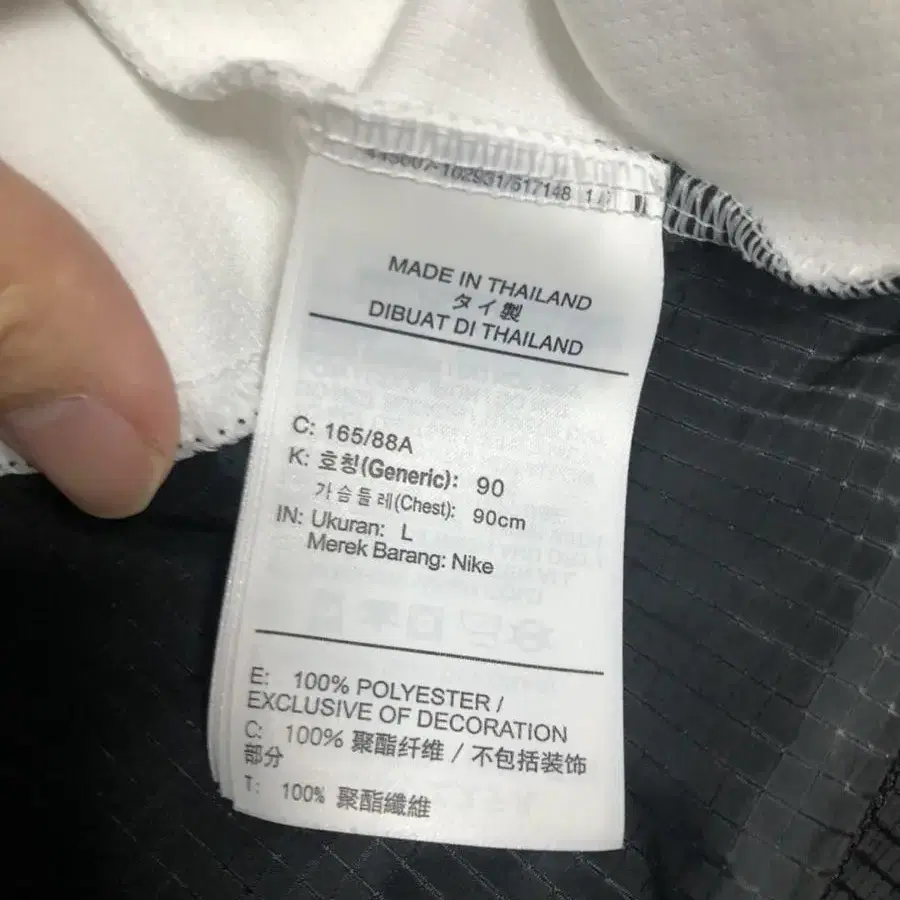 102931/517148
MADE IN THAILAND
タイ製
DIBUAT DI THAILAND
C: 165/88A
K: 호칭(Generic): 90
가슴둘레(Chest): 90cm
IN: Ukuran: L
Merek Barang: Nike
E: 100% POLYESTER /
EXCLUSIVE OF DECORATION
C: 100% 聚酯纤维 / 不包括装饰
部分
T: 100% 聚酯纖維